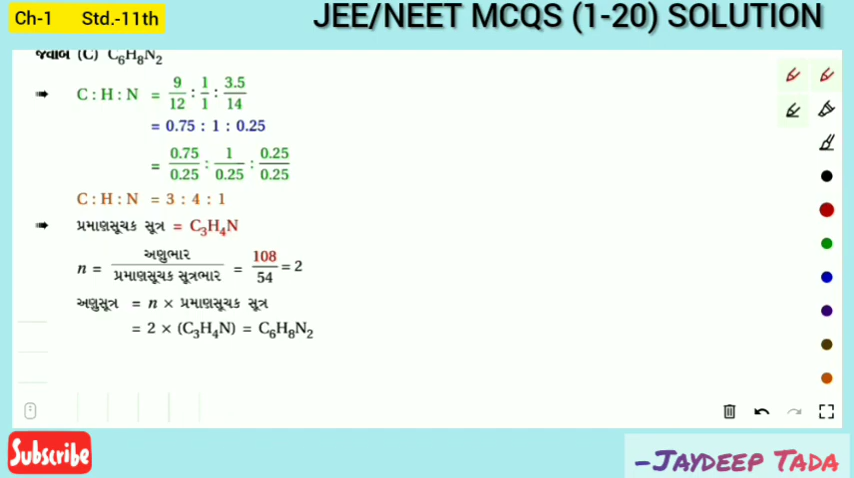 Ch-1 Std.-11th
JEE/NEET MCQS (1-20) SOLUTION
જવાબ (C) C₆H₈N₂
➠ C : H : N = 9/12 : 1/1 : 3.5/14
= 0.75 : 1 : 0.25
= 0.75/0.25 : 1/0.25 : 0.25/0.25
C : H : N = 3 : 4 : 1
➠ પ્રમાણસૂચક સૂત્ર = C₃H₄N
n = અણુભાર/પ્રમાણસૂચક સૂત્રભાર = 108/54 = 2
અણુસૂત્ર = n × પ્રમાણસૂચક સૂત્ર
= 2 × (C₃H₄N) = C₆H₈N₂
Subscribe
-JAYDEEP TADA